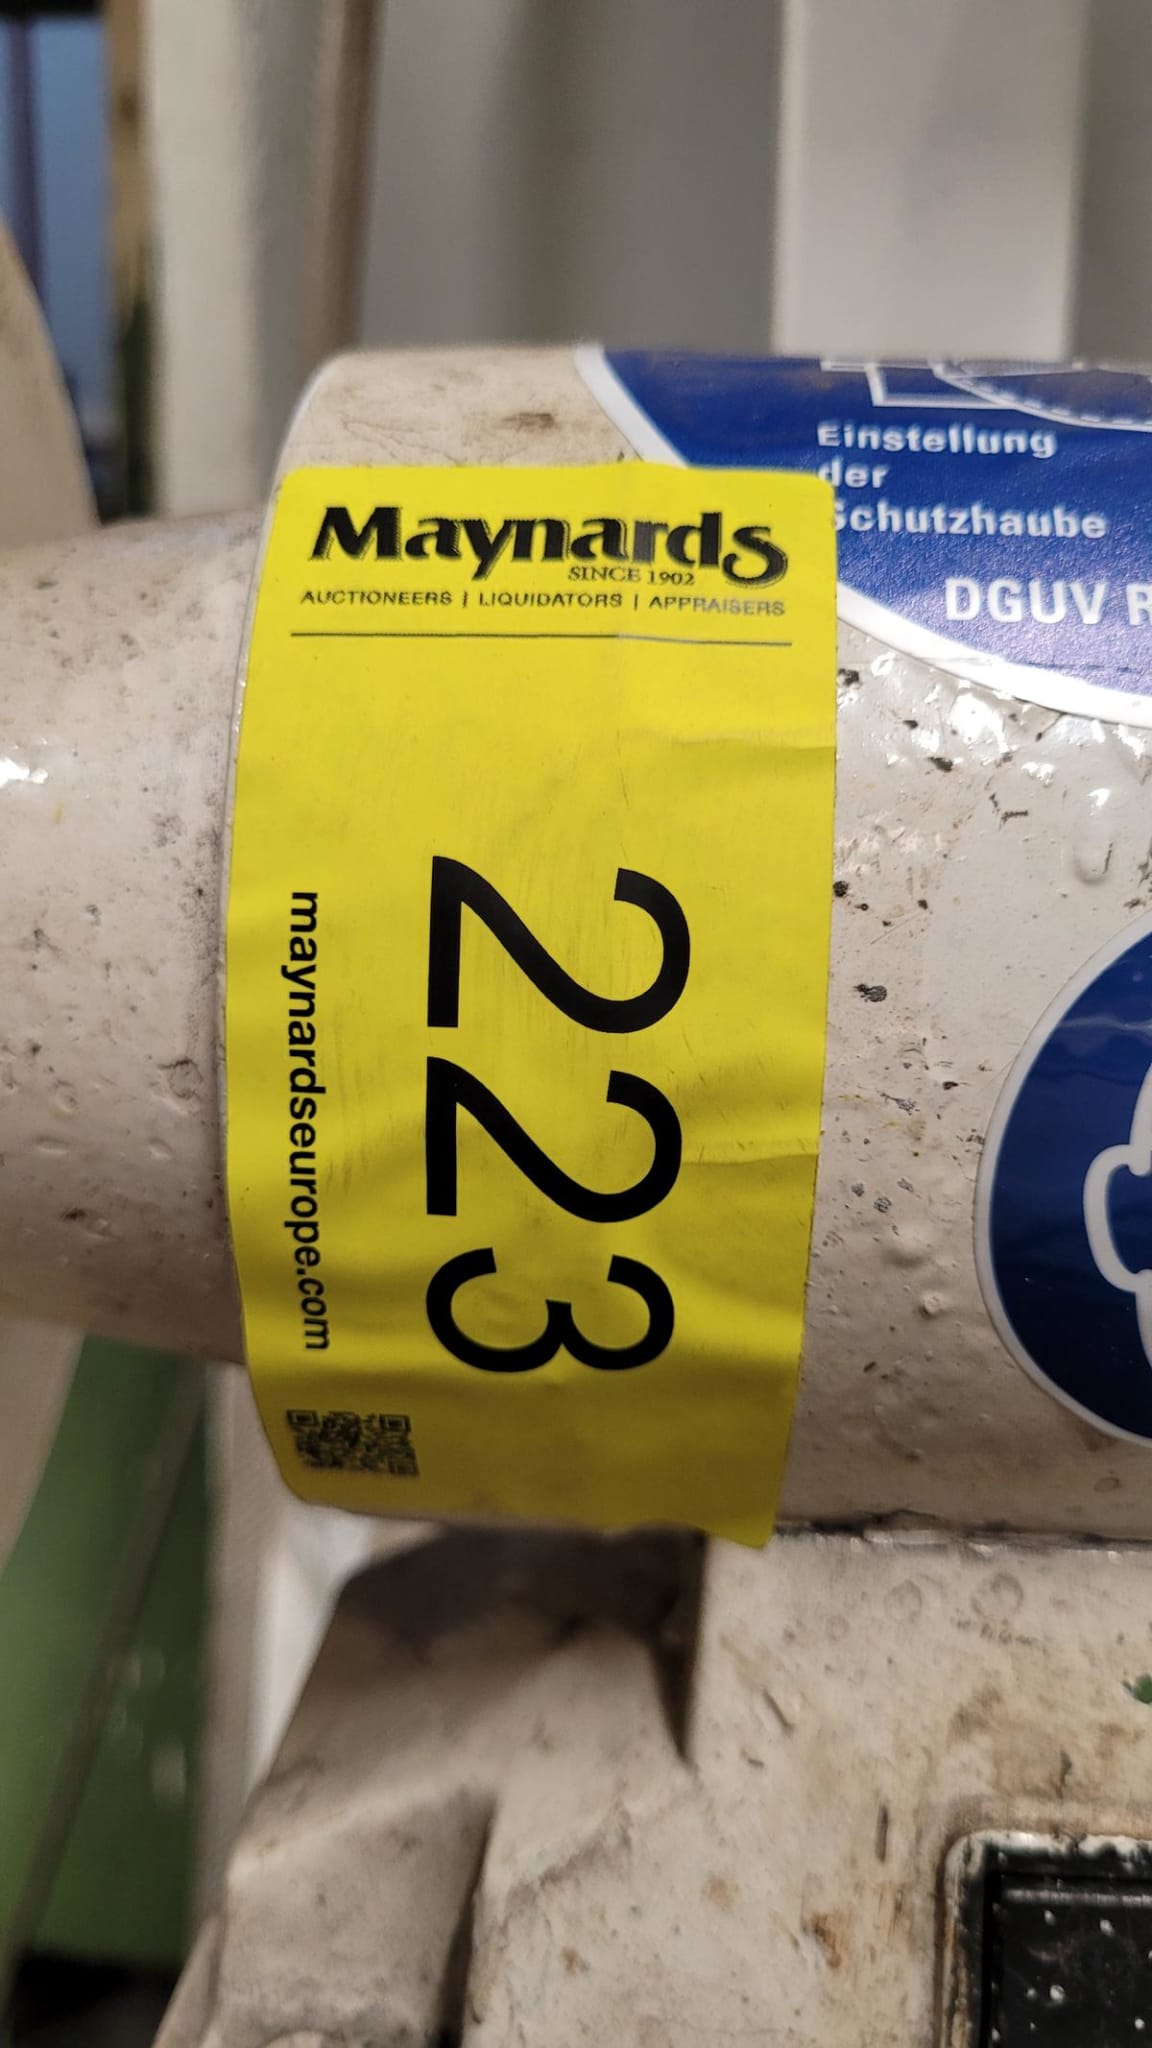 Maynards
SINCE 1902
AUCTIONEERS | LIQUIDATORS | APPRAISERS
223
maynardseurope.com
Einstellung
der
Schutzhaube
DGUV R